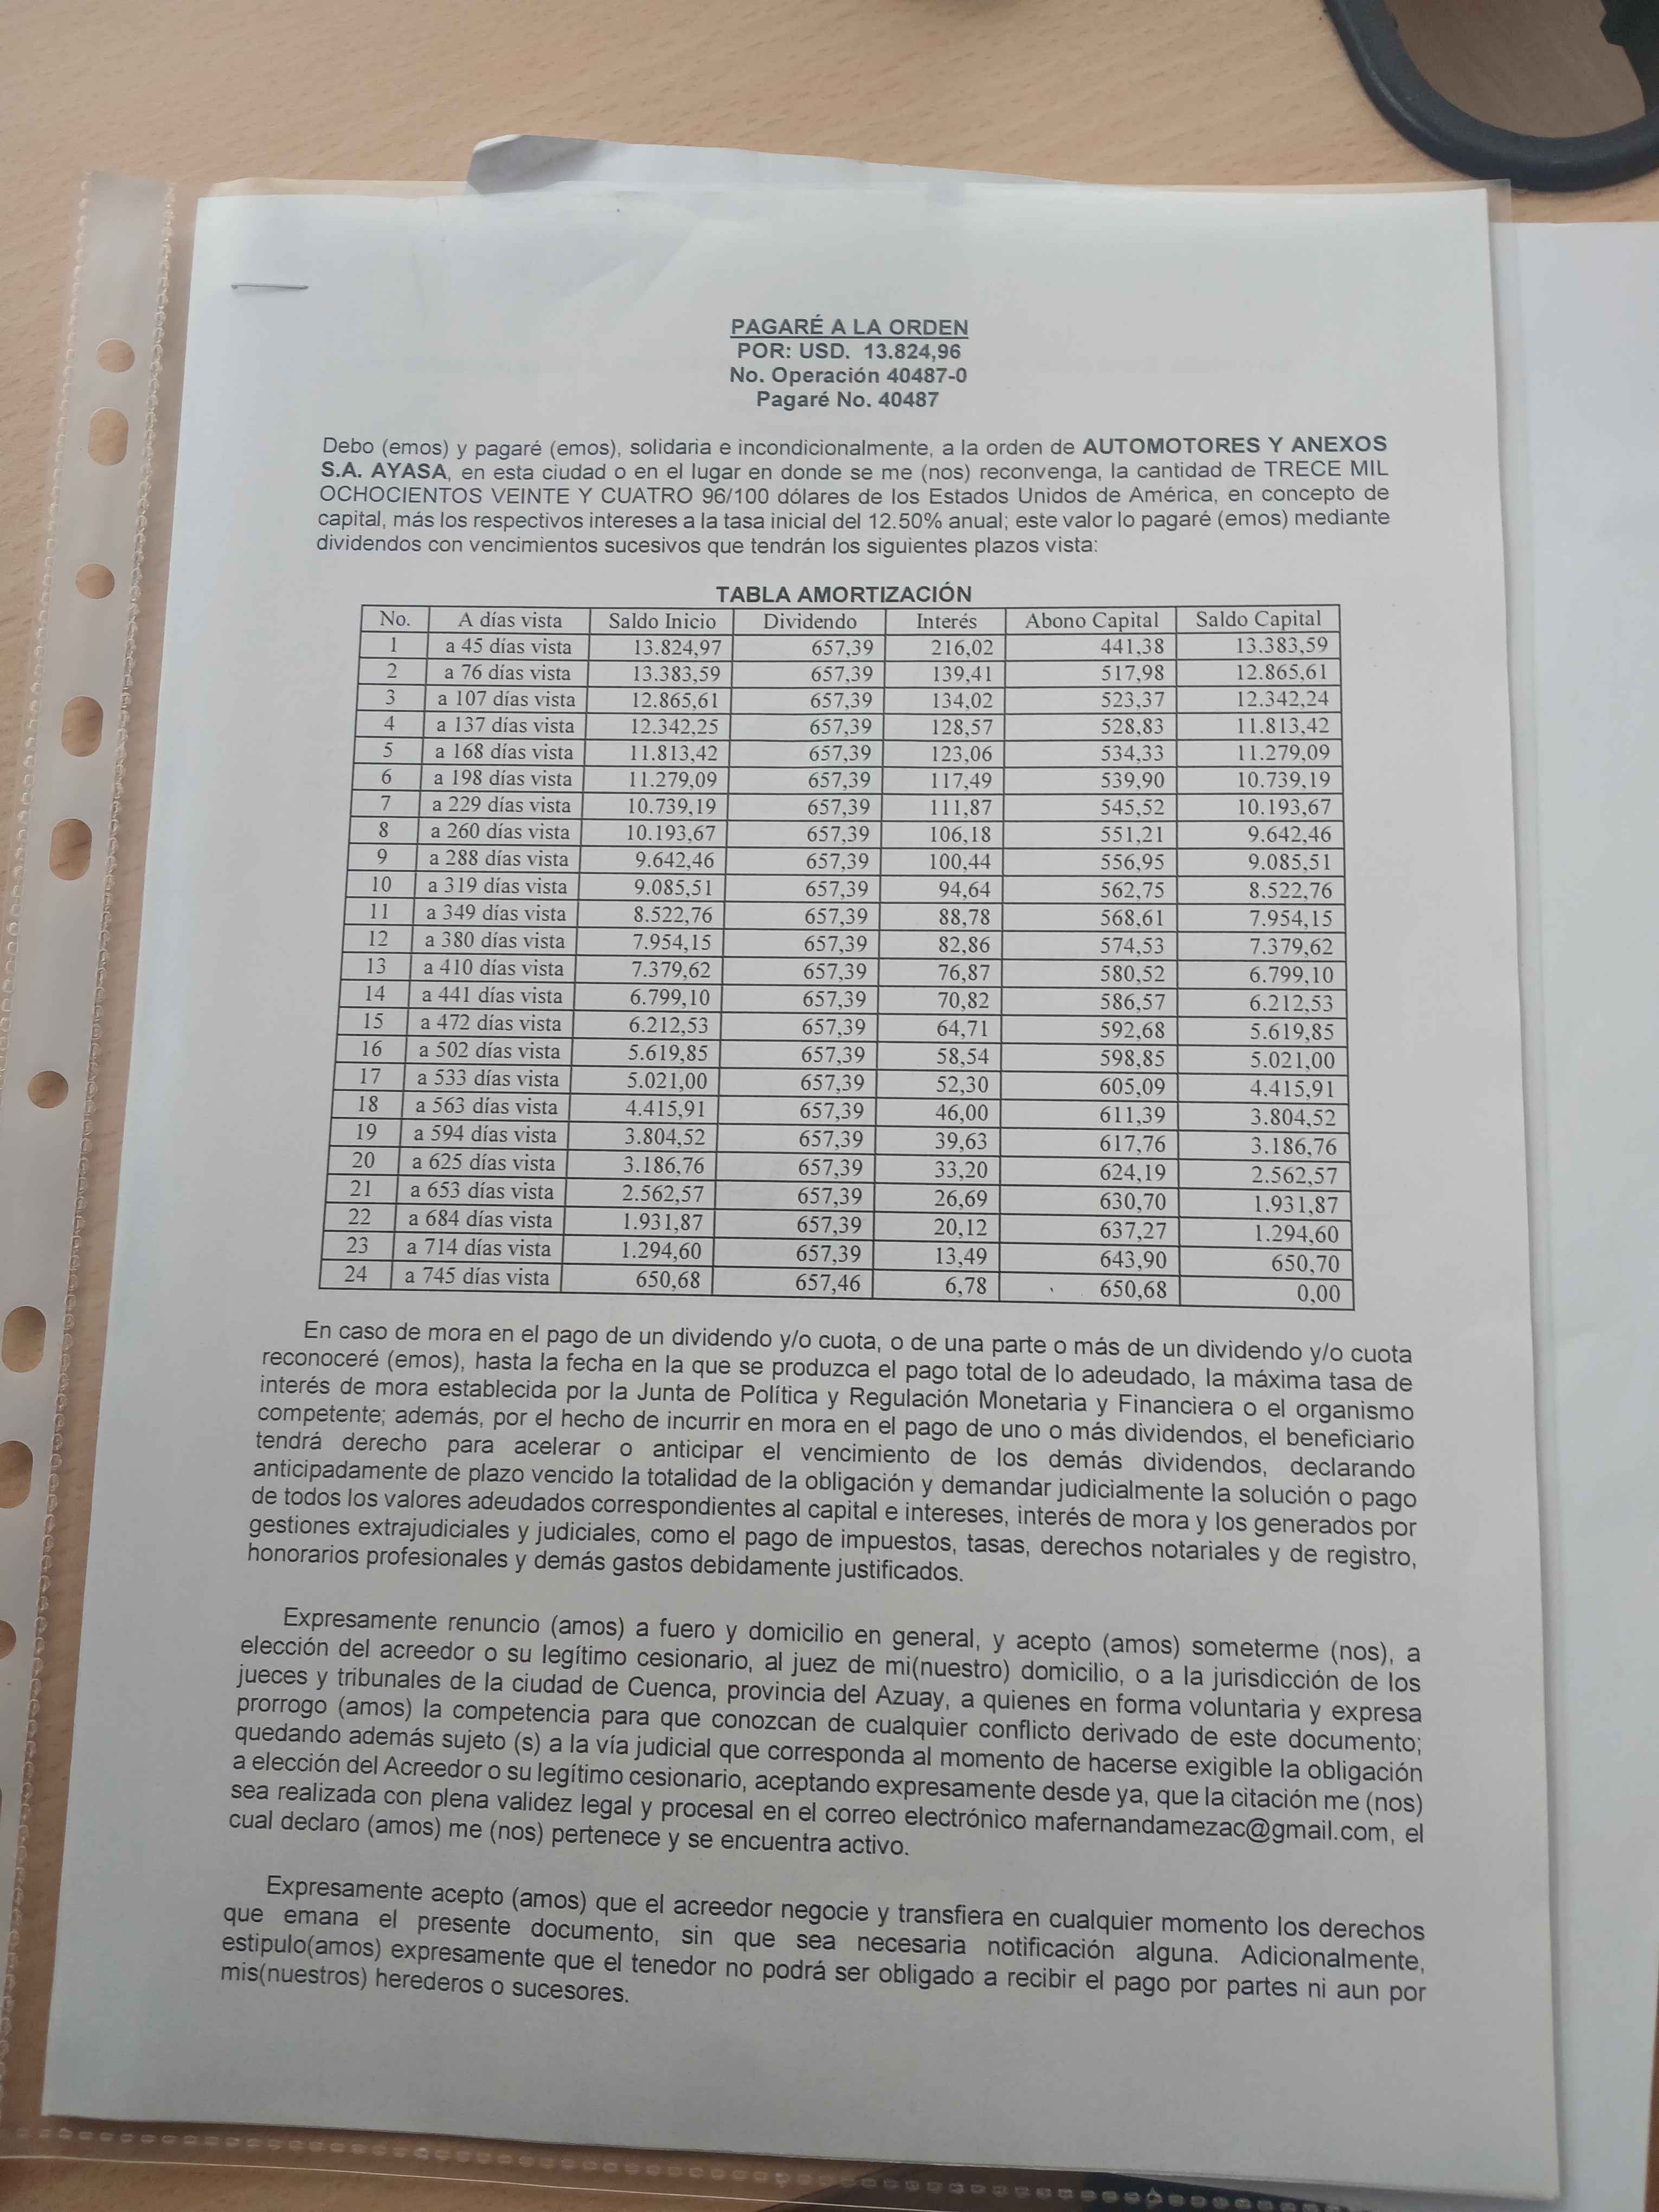 PAGARÉ A LA ORDEN
POR: USD. 13.824,96
No. Operación 40487-0
Pagaré No. 40487
Debo (emos) y pagaré (emos), solidaria e incondicionalmente, a la orden de AUTOMOTORES Y ANEXOS
S.A. AYASA, en esta ciudad o en el lugar en donde se me (nos) reconvenga, la cantidad de TRECE MIL
OCHOCIENTOS VEINTE Y CUATRO 96/100 dólares de los Estados Unidos de América, en concepto de
capital, más los respectivos intereses a la tasa inicial del 12.50% anual; este valor lo pagaré (emos) mediante
dividendos con vencimientos sucesivos que tendrán los siguientes plazos vista:
TABLA AMORTIZACIÓN
No. A días vista Saldo Inicio Dividendo Interés Abono Capital Saldo Capital
1 a 45 días vista 13.824,97 657,39 216,02 441,38 13.383,59
2 a 76 días vista 13.383,59 657,39 139,41 517,98 12.865,61
3 a 107 días vista 12.865,61 657,39 134,02 523,37 12.342,24
4 a 137 días vista 12.342,25 657,39 128,57 528,83 11.813,42
5 a 168 días vista 11.813,42 657,39 123,06 534,33 11.279,09
6 a 198 días vista 11.279,09 657,39 117,49 539,90 10.739,19
7 a 229 días vista 10.739,19 657,39 111,87 545,52 10.193,67
8 a 260 días vista 10.193,67 657,39 106,18 551,21 9.642,46
9 a 288 días vista 9.642,46 657,39 100,44 556,95 9.085,51
10 a 319 días vista 9.085,51 657,39 94,64 562,75 8.522,76
11 a 349 días vista 8.522,76 657,39 88,78 568,61 7.954,15
12 a 380 días vista 7.954,15 657,39 82,86 574,53 7.379,62
13 a 410 días vista 7.379,62 657,39 76,87 580,52 6.799,10
14 a 441 días vista 6.799,10 657,39 70,82 586,57 6.212,53
15 a 472 días vista 6.212,53 657,39 64,71 592,68 5.619,85
16 a 502 días vista 5.619,85 657,39 58,54 598,85 5.021,00
17 a 533 días vista 5.021,00 657,39 52,30 605,09 4.415,91
18 a 563 días vista 4.415,91 657,39 46,00 611,39 3.804,52
19 a 594 días vista 3.804,52 657,39 39,63 617,76 3.186,76
20 a 625 días vista 3.186,76 657,39 33,20 624,19 2.562,57
21 a 653 días vista 2.562,57 657,39 26,69 630,70 1.931,87
22 a 684 días vista 1.931,87 657,39 20,12 637,27 1.294,60
23 a 714 días vista 1.294,60 657,39 13,49 643,90 650,70
24 a 745 días vista 650,68 657,46 6,78 650,68 0,00
En caso de mora en el pago de un dividendo y/o cuota, o de una parte o más de un dividendo y/o cuota
reconoceré (emos), hasta la fecha en la que se produzca el pago total de lo adeudado, la máxima tasa de
interés de mora establecida por la Junta de Política y Regulación Monetaria y Financiera o el organismo
competente; además, por el hecho de incurrir en mora en el pago de uno o más dividendos, el beneficiario
tendrá derecho para acelerar o anticipar el vencimiento de los demás dividendos, declarando
anticipadamente de plazo vencido la totalidad de la obligación y demandar judicialmente la solución o pago
de todos los valores adeudados correspondientes al capital e intereses, interés de mora y los generados por
gestiones extrajudiciales y judiciales, como el pago de impuestos, tasas, derechos notariales y de registro,
honorarios profesionales y demás gastos debidamente justificados.
Expresamente renuncio (amos) a fuero y domicilio en general, y acepto (amos) someterme (nos), a
elección del acreedor o su legítimo cesionario, al juez de mi(nuestro) domicilio, o a la jurisdicción de los
jueces y tribunales de la ciudad de Cuenca, provincia del Azuay, a quienes en forma voluntaria y expresa
prorrogo (amos) la competencia para que conozcan de cualquier conflicto derivado de este documento;
quedando además sujeto (s) a la vía judicial que corresponda al momento de hacerse exigible la obligación
a elección del Acreedor o su legítimo cesionario, aceptando expresamente desde ya, que la citación me (nos)
sea realizada con plena validez legal y procesal en el correo electrónico mafernandamezac@gmail.com, el
cual declaro (amos) me (nos) pertenece y se encuentra activo.
Expresamente acepto (amos) que el acreedor negocie y transfiera en cualquier momento los derechos
que emana el presente documento, sin que sea necesaria notificación alguna. Adicionalmente,
estipulo(amos) expresamente que el tenedor no podrá ser obligado a recibir el pago por partes ni aun por
mis(nuestros) herederos o sucesores.